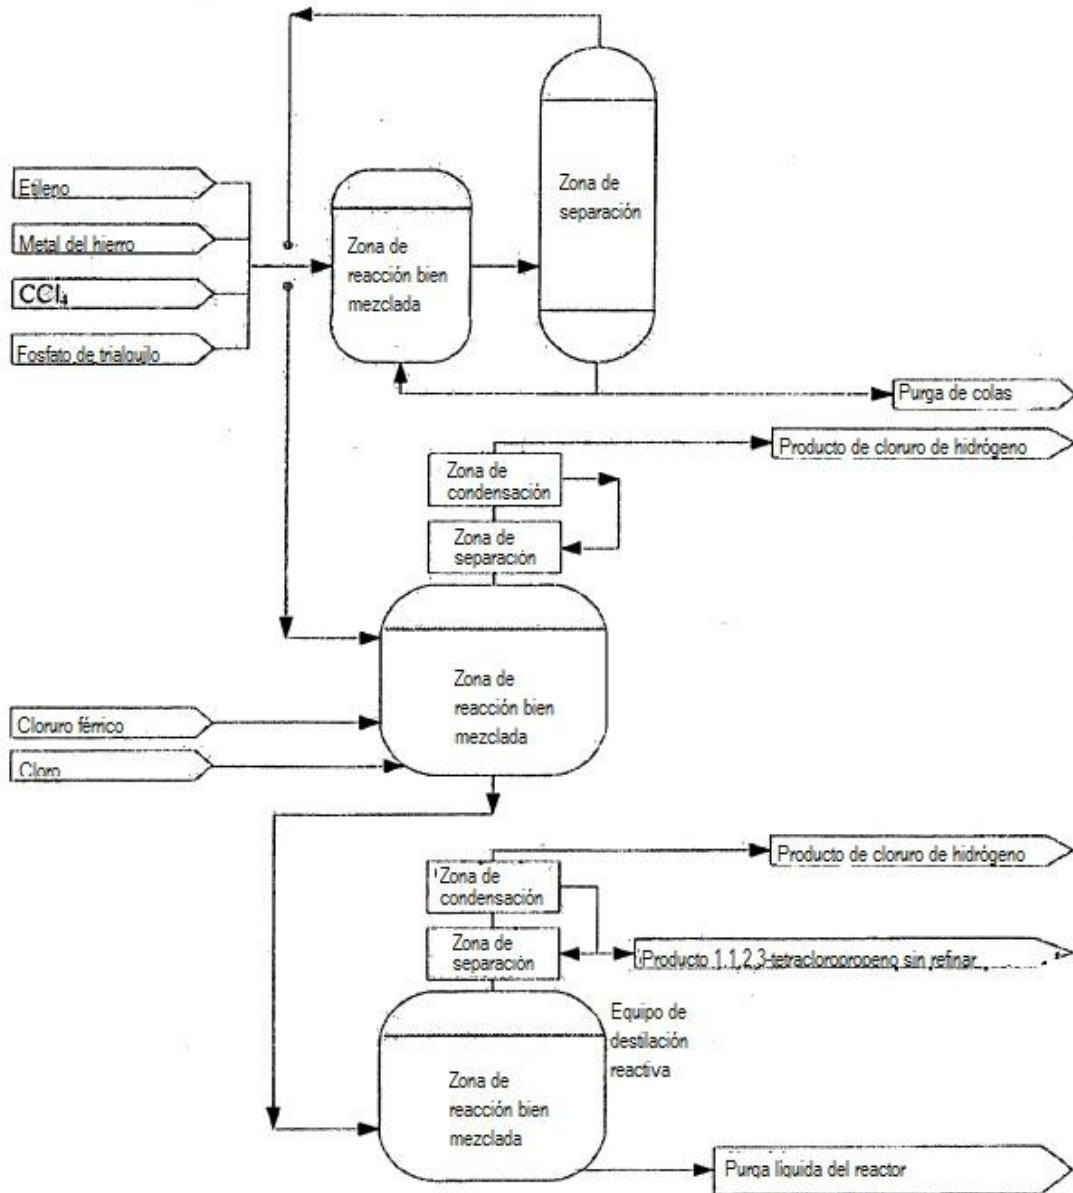 Zona de
separación
Etileno
Metal del hierro
CCl₄
Fosfato de trialquilo
Zona de
reacción bien
mezclada
Purga de colas
Producto de cloruro de hidrógeno
Zona de
condensación
Zona de
separación
Zona de
reacción bien
mezclada
Cloruro férrico
Cloro
Producto de cloruro de hidrógeno
Zona de
condensación
Zona de
separación
Producto 1,1,2,3-tetracloropropeno sin refinar
Equipo de
destilación
reactiva
Zona de
reacción bien
mezclada
Purga líquida del reactor